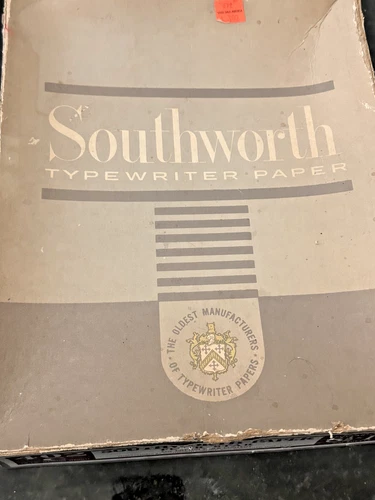 Southworth
TYPEWRITER PAPER
THE OLDEST MANUFACTURERS
OF TYPEWRITER PAPERS